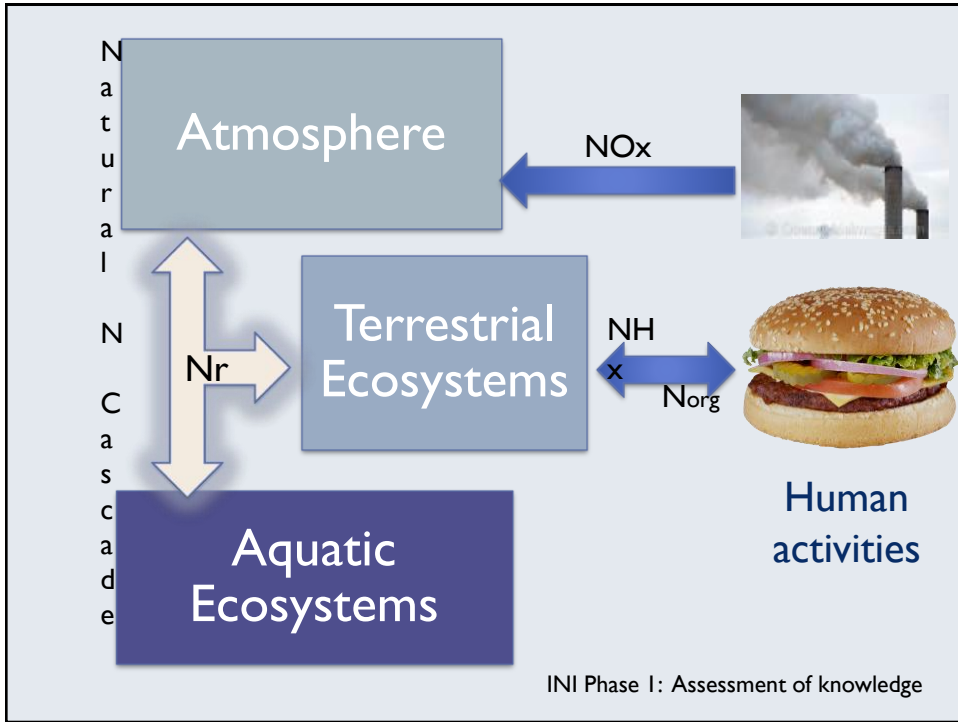 Natural N Cascade
Atmosphere
NOx
Terrestrial
Ecosystems
NH
x
Norg
Nr
Human
activities
Aquatic
Ecosystems
INI Phase 1: Assessment of knowledge